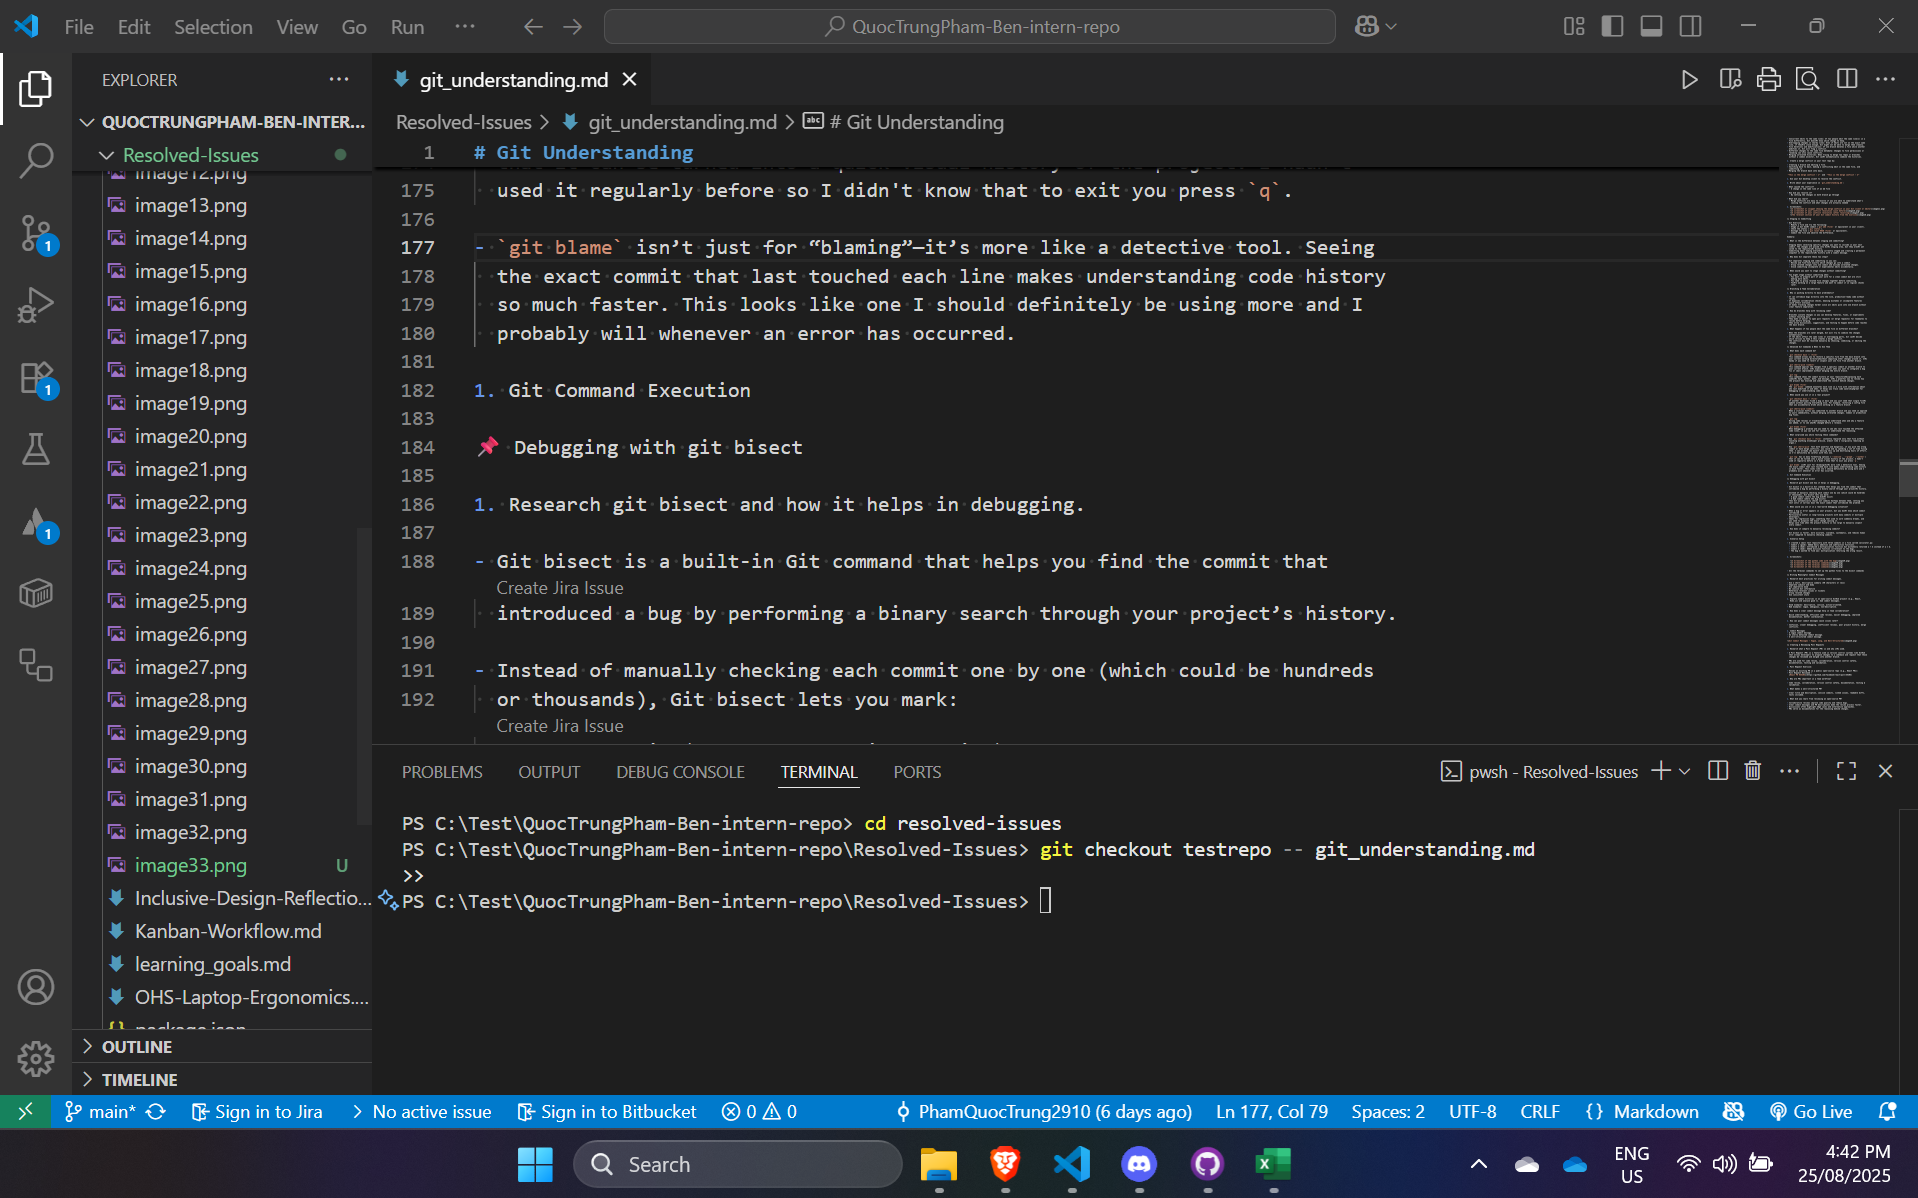 File Edit Selection View Go Run ··· QuocTrungPham-Ben-intern-repo
EXPLORER ···
QUOCTRUNGPHAM-BEN-INTER...
Resolved-Issues
image12.png
image13.png
image14.png
image15.png
image16.png
image17.png
image18.png
image19.png
image20.png
image21.png
image22.png
image23.png
image24.png
image25.png
image26.png
image27.png
image28.png
image29.png
image30.png
image31.png
image32.png
image33.png U
Inclusive-Design-Reflectio...
Kanban-Workflow.md
learning_goals.md
OHS-Laptop-Ergonomics....
package.json
OUTLINE
TIMELINE
1
1
1
git_understanding.md
Resolved-Issues > git_understanding.md > # Git Understanding
1 # Git Understanding
175 used it regularly before so I didn't know that to exit you press `q`.
176
177 - `git blame` isn’t just for “blaming”—it’s more like a detective tool. Seeing
178 the exact commit that last touched each line makes understanding code history
179 so much faster. This looks like one I should definitely be using more and I
180 probably will whenever an error has occurred.
181
182 1. Git Command Execution
183
184 📌 Debugging with git bisect
185
186 1. Research git bisect and how it helps in debugging.
187
188 - Git bisect is a built-in Git command that helps you find the commit that
Create Jira Issue
189 introduced a bug by performing a binary search through your project’s history.
190
191 - Instead of manually checking each commit one by one (which could be hundreds
192 or thousands), Git bisect lets you mark:
Create Jira Issue
PROBLEMS OUTPUT DEBUG CONSOLE TERMINAL PORTS pwsh - Resolved-Issues
PS C:\Test\QuocTrungPham-Ben-intern-repo> cd resolved-issues
PS C:\Test\QuocTrungPham-Ben-intern-repo\Resolved-Issues> git checkout testrepo -- git_understanding.md
>>
PS C:\Test\QuocTrungPham-Ben-intern-repo\Resolved-Issues>
main* Sign in to Jira > No active issue Sign in to Bitbucket 0 0 PhamQuocTrung2910 (6 days ago) Ln 177, Col 79 Spaces: 2 UTF-8 CRLF {} Markdown Go Live
Search ENG US 4:42 PM
25/08/2025